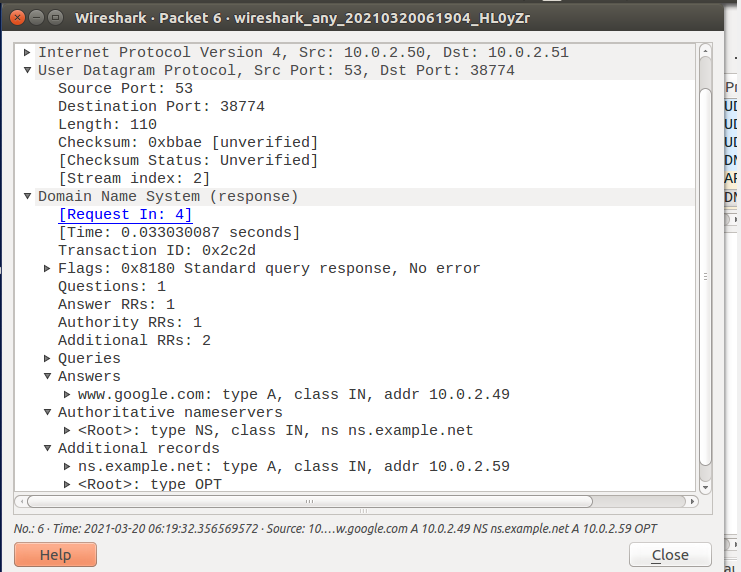 Wireshark · Packet 6 · wireshark_any_20210320061904_HL0yZr
Internet Protocol Version 4, Src: 10.0.2.50, Dst: 10.0.2.51
User Datagram Protocol, Src Port: 53, Dst Port: 38774
Source Port: 53
Destination Port: 38774
Length: 110
Checksum: 0xbbae [unverified]
[Checksum Status: Unverified]
[Stream index: 2]
Domain Name System (response)
[Request In: 4]
[Time: 0.033030087 seconds]
Transaction ID: 0x2c2d
Flags: 0x8180 Standard query response, No error
Questions: 1
Answer RRs: 1
Authority RRs: 1
Additional RRs: 2
Queries
Answers
www.google.com: type A, class IN, addr 10.0.2.49
Authoritative nameservers
<Root>: type NS, class IN, ns ns.example.net
Additional records
ns.example.net: type A, class IN, addr 10.0.2.59
<Root>: type OPT
No.: 6 · Time: 2021-03-20 06:19:32.356569572 · Source: 10....w.google.com A 10.0.2.49 NS ns.example.net A 10.0.2.59 OPT
Help
Close